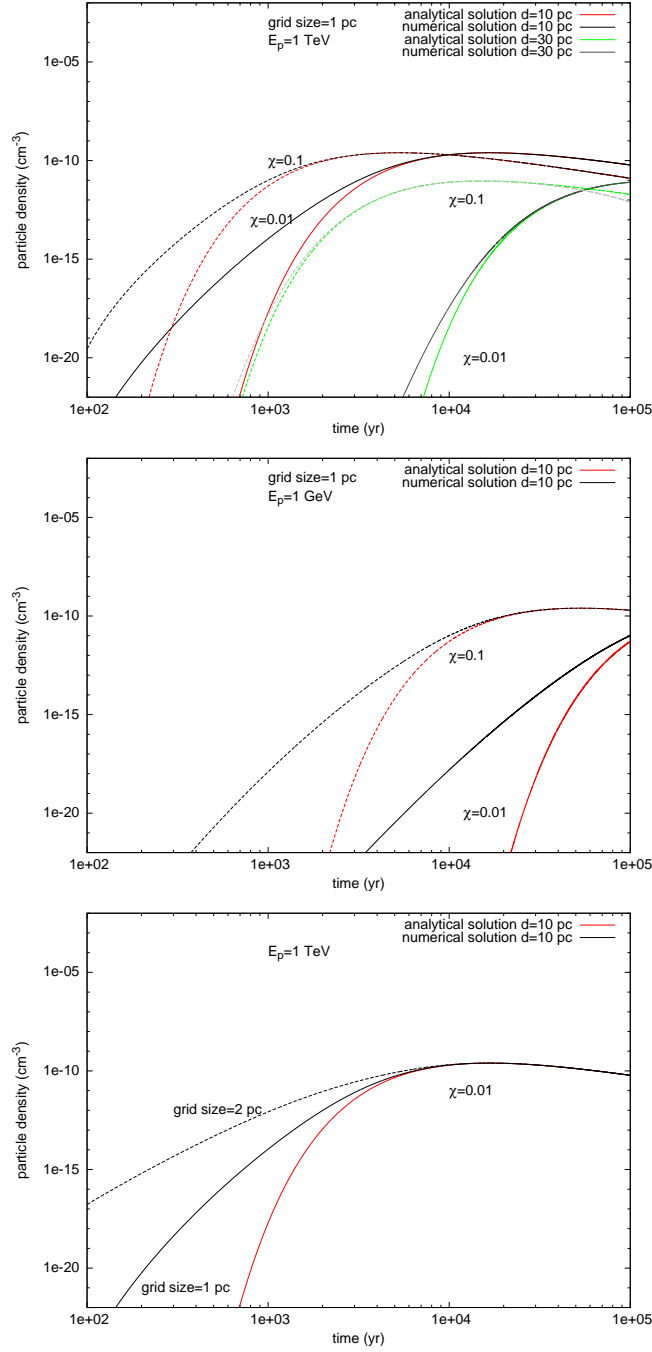 grid size=1 pc
E_p=1 TeV
analytical solution d=10 pc
numerical solution d=10 pc
analytical solution d=30 pc
numerical solution d=30 pc
1e-05
1e-10
1e-15
1e-20
particle density (cm^-3)
χ=0.1
χ=0.01
χ=0.1
χ=0.01
1e+02 1e+03 1e+04 1e+05
time (yr)
grid size=1 pc
E_p=1 GeV
analytical solution d=10 pc
numerical solution d=10 pc
1e-05
1e-10
1e-15
1e-20
particle density (cm^-3)
χ=0.1
χ=0.01
1e+02 1e+03 1e+04 1e+05
time (yr)
E_p=1 TeV
analytical solution d=10 pc
numerical solution d=10 pc
1e-05
1e-10
1e-15
1e-20
particle density (cm^-3)
χ=0.01
grid size=2 pc
grid size=1 pc
1e+02 1e+03 1e+04 1e+05
time (yr)